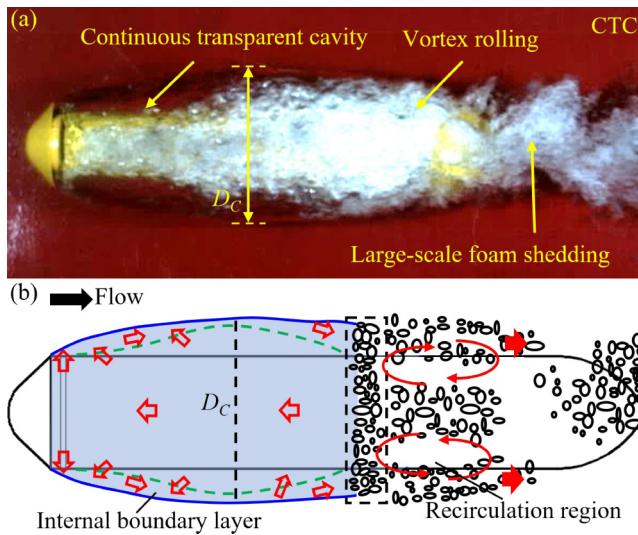 (a)
Continuous transparent cavity
Vortex rolling
CTC
D_C
Large-scale foam shedding
(b)
Flow
D_C
Internal boundary layer
Recirculation region